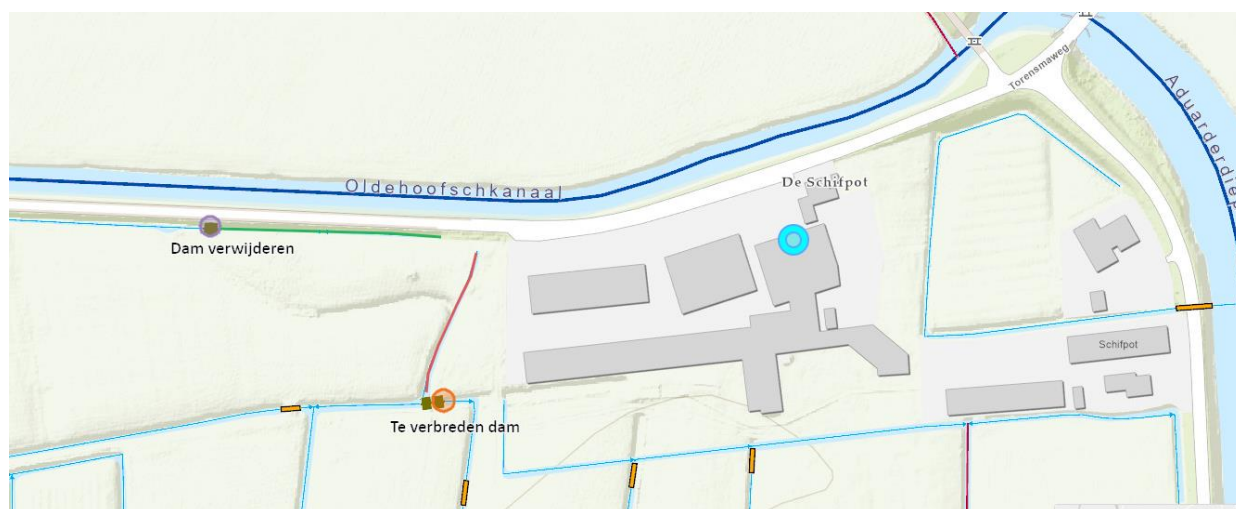 Torensmaweg
Aduarderdiep
Oldehoofschkanaal
De Schifpot
Dam verwijderen
Schifpot
Te verbreden dam